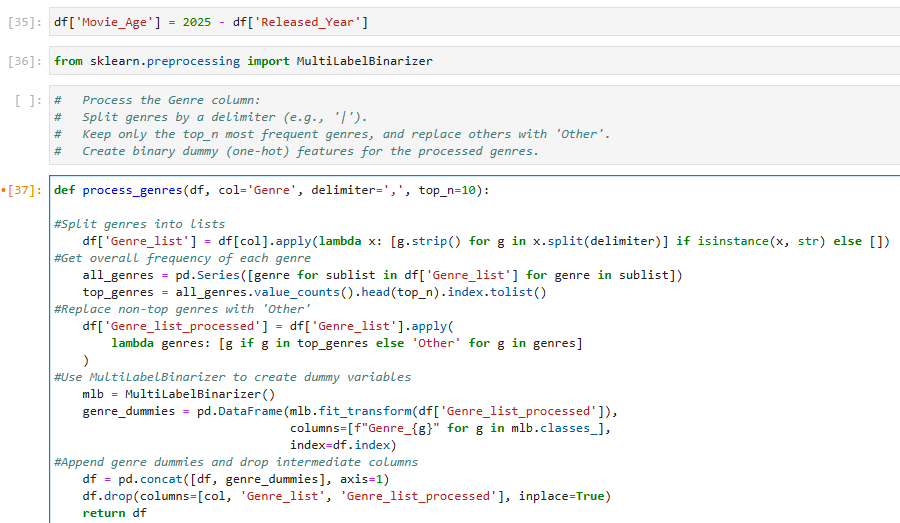 [35]: df['Movie_Age'] = 2025 - df['Released_Year']
[36]: from sklearn.preprocessing import MultiLabelBinarizer
[ ]: #   Process the Genre column:
#   Split genres by a delimiter (e.g., '|').
#   Keep only the top_n most frequent genres, and replace others with 'Other'.
#   Create binary dummy (one-hot) features for the processed genres.
•[37]: def process_genres(df, col='Genre', delimiter=',', top_n=10):
#Split genres into lists
    df['Genre_list'] = df[col].apply(lambda x: [g.strip() for g in x.split(delimiter)] if isinstance(x, str) else [])
#Get overall frequency of each genre
    all_genres = pd.Series([genre for sublist in df['Genre_list'] for genre in sublist])
    top_genres = all_genres.value_counts().head(top_n).index.tolist()
#Replace non-top genres with 'Other'
    df['Genre_list_processed'] = df['Genre_list'].apply(
        lambda genres: [g if g in top_genres else 'Other' for g in genres]
    )
#Use MultiLabelBinarizer to create dummy variables
    mlb = MultiLabelBinarizer()
    genre_dummies = pd.DataFrame(mlb.fit_transform(df['Genre_list_processed']),
                                 columns=[f"Genre_{g}" for g in mlb.classes_],
                                 index=df.index)
#Append genre dummies and drop intermediate columns
    df = pd.concat([df, genre_dummies], axis=1)
    df.drop(columns=[col, 'Genre_list', 'Genre_list_processed'], inplace=True)
    return df